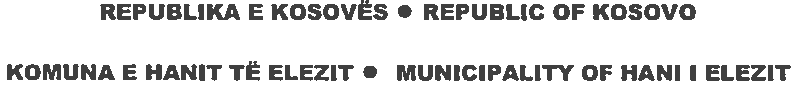 REPUBLIKA E KOSOVËS ● REPUBLIC OF KOSOVO
KOMUNA E HANIT TË ELEZIT ● MUNICIPALITY OF HANI I ELEZIT